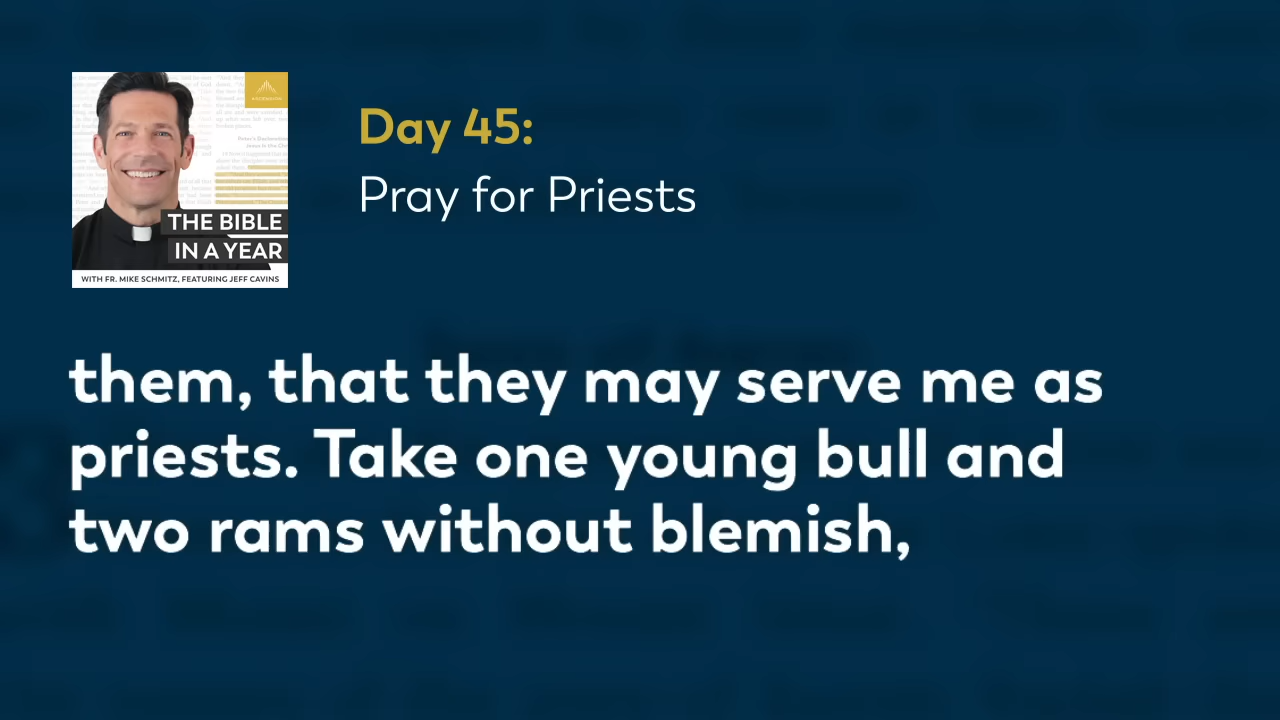 Day 45:
Pray for Priests
THE BIBLE
IN A YEAR
WITH FR. MIKE SCHMITZ, FEATURING JEFF CAVINS
them, that they may serve me as
priests. Take one young bull and
two rams without blemish,